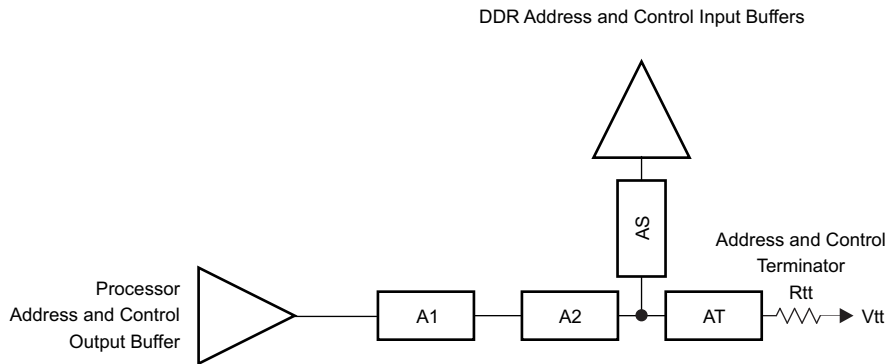 DDR Address and Control Input Buffers
AS
Address and Control
Terminator
Rtt
Processor
Address and Control
Output Buffer
A1
A2
AT
Vtt